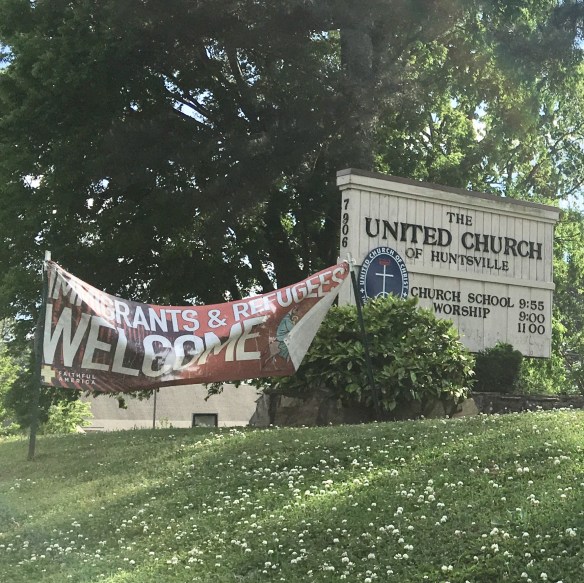 IMMIGRANTS & REFUGEES
WELCOME
FAITHFUL
AMERICA
7906
THE
UNITED CHURCH
OF HUNTSVILLE
UNITED CHURCH OF CHRIST
CHURCH SCHOOL 9:55
WORSHIP 9:00
11:00